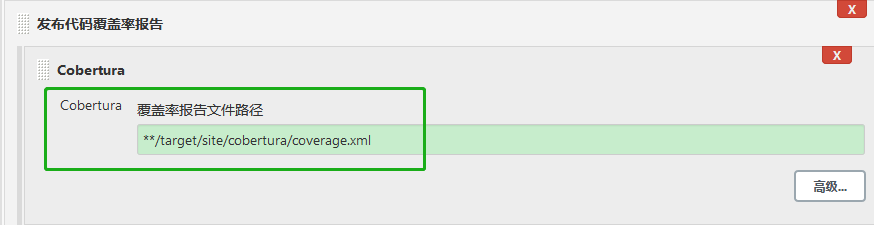 X
发布代码覆盖率报告
X
Cobertura
Cobertura 覆盖率报告文件路径
**/target/site/cobertura/coverage.xml
高级...